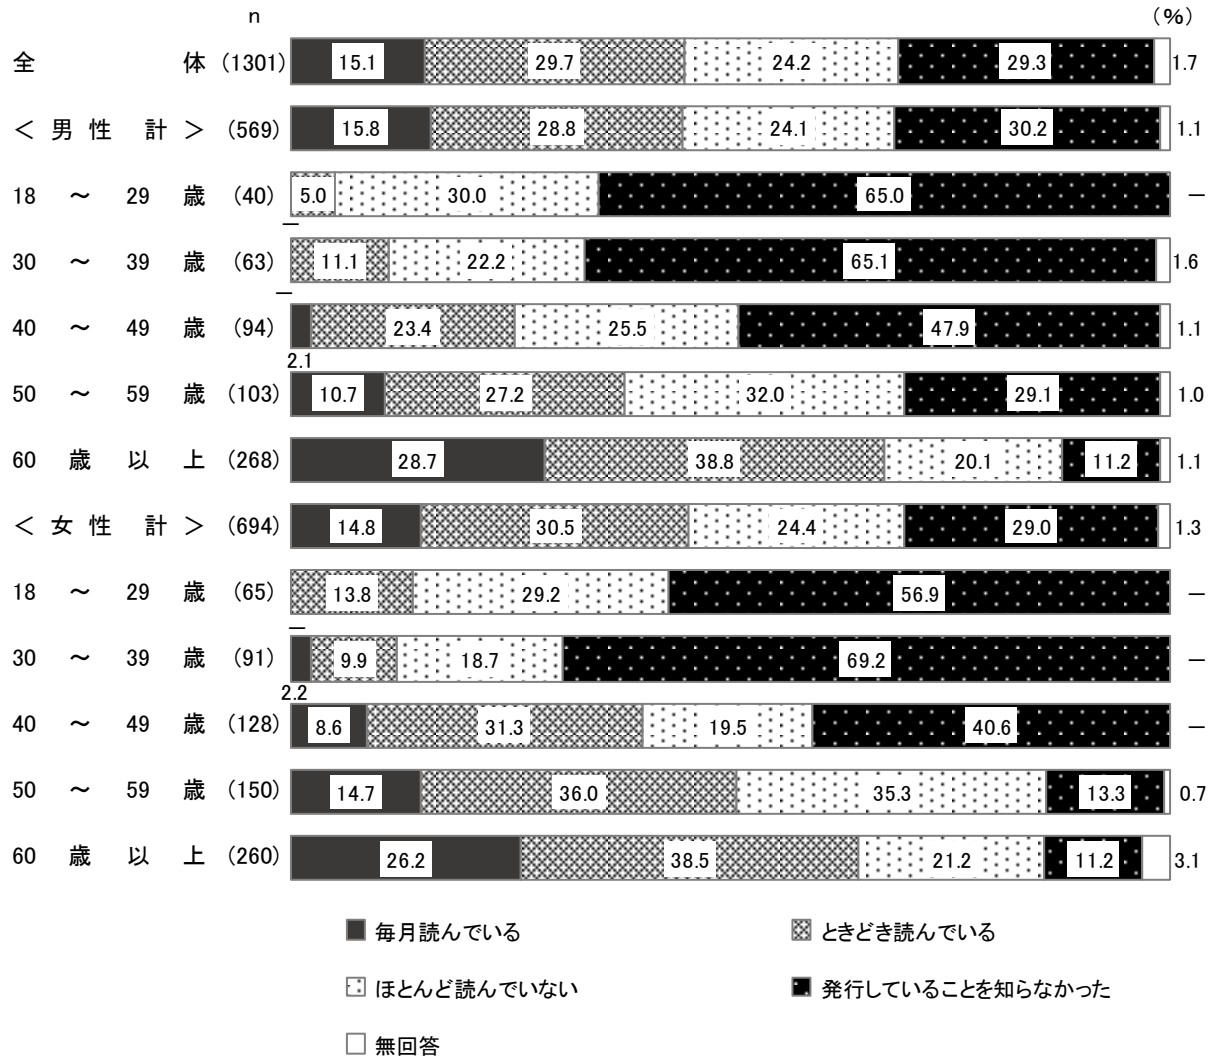 n （％）
全 体 (1301) 15.1 29.7 24.2 29.3 1.7
＜ 男 性 計 ＞ (569) 15.8 28.8 24.1 30.2 1.1
18 ～ 29 歳 (40) 5.0 30.0 65.0 －
－
30 ～ 39 歳 (63) 11.1 22.2 65.1 1.6
－
40 ～ 49 歳 (94) 23.4 25.5 47.9 1.1
2.1
50 ～ 59 歳 (103) 10.7 27.2 32.0 29.1 1.0
60 歳 以 上 (268) 28.7 38.8 20.1 11.2 1.1
＜ 女 性 計 ＞ (694) 14.8 30.5 24.4 29.0 1.3
18 ～ 29 歳 (65) 13.8 29.2 56.9 －
－
30 ～ 39 歳 (91) 9.9 18.7 69.2 －
2.2
40 ～ 49 歳 (128) 8.6 31.3 19.5 40.6 －
50 ～ 59 歳 (150) 14.7 36.0 35.3 13.3 0.7
60 歳 以 上 (260) 26.2 38.5 21.2 11.2 3.1
毎月読んでいる ときどき読んでいる
ほとんど読んでいない 発行していることを知らなかった
無回答